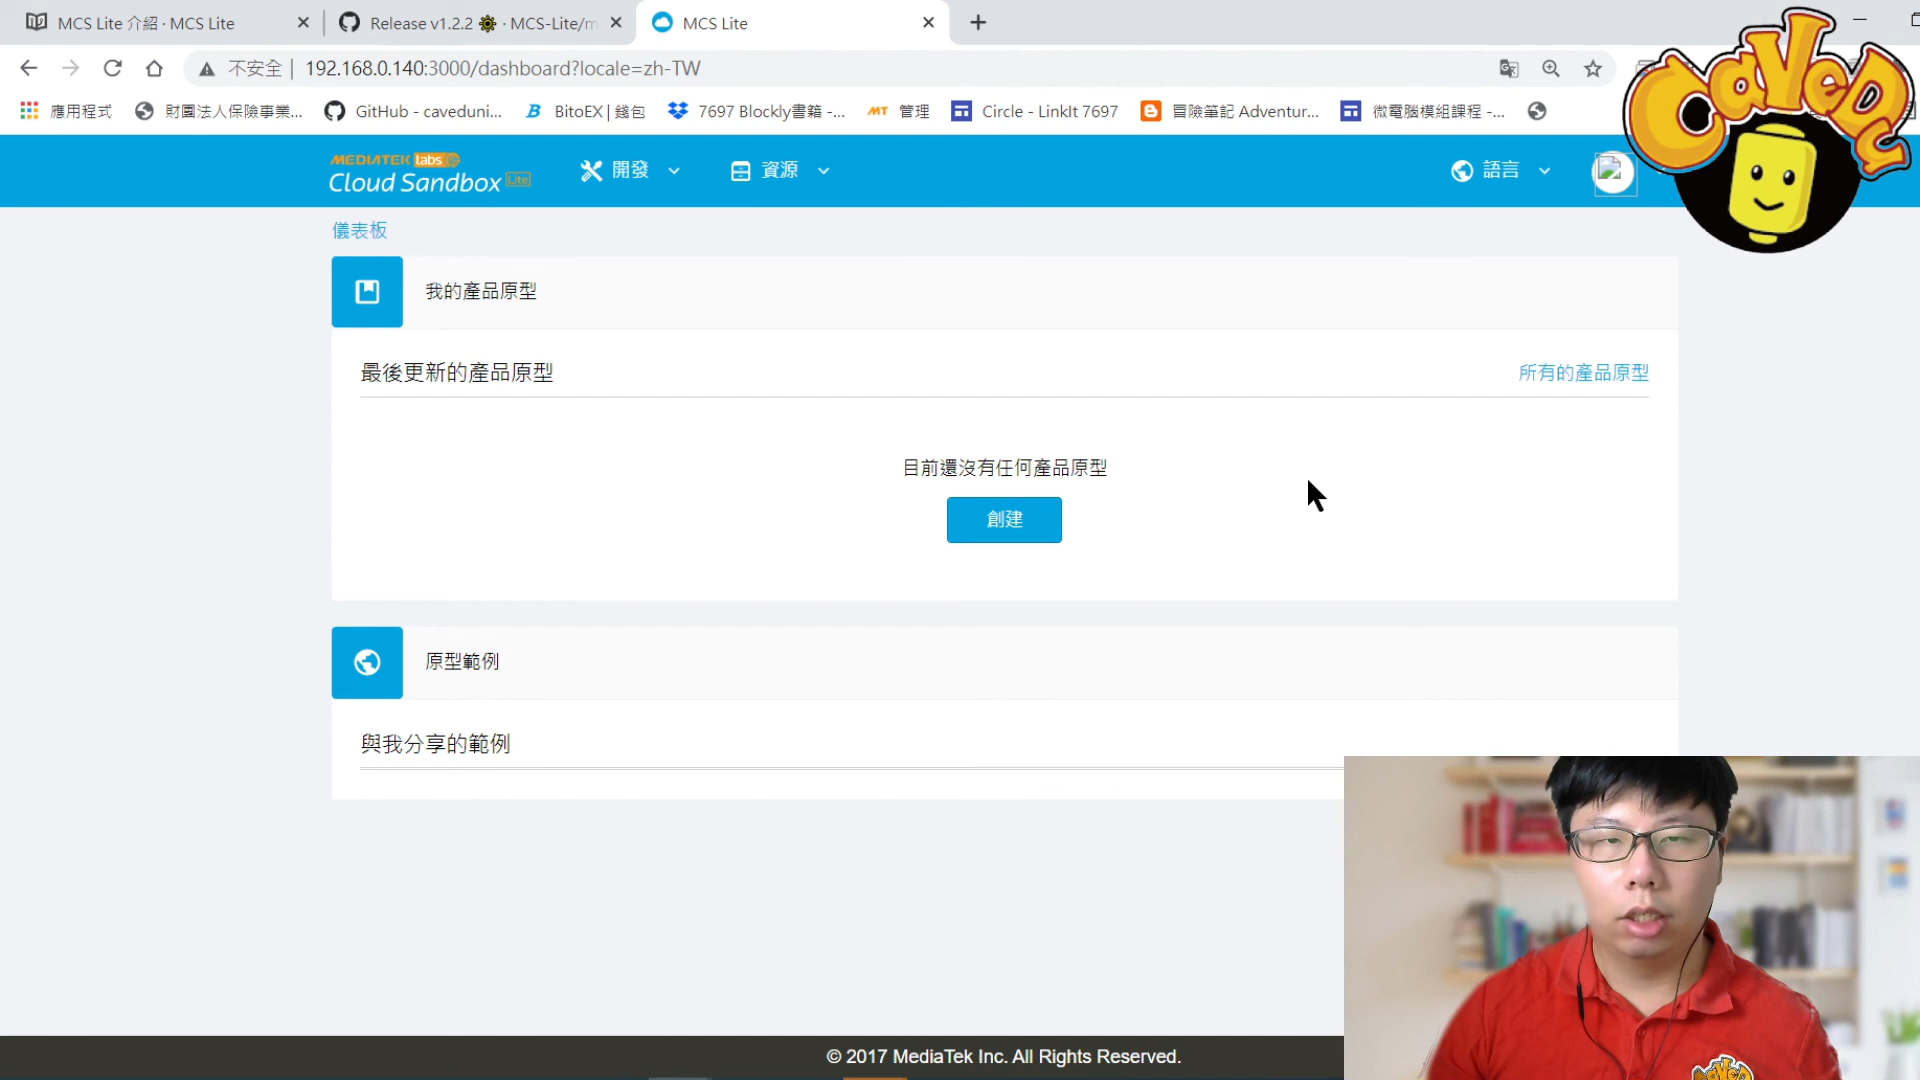 MCS Lite 介紹 · MCS Lite
Release v1.2.2 · MCS-Lite/m
MCS Lite
不安全 | 192.168.0.140:3000/dashboard?locale=zh-TW
應用程式
財團法人保險事業...
GitHub - caveduni...
BitoEX | 錢包
7697 Blockly書籍 -...
管理
Circle - LinkIt 7697
冒險筆記 Adventur...
微電腦模組課程 -...
CAVEDU
MEDIATEK labs
Cloud Sandbox Lite
開發
資源
語言
儀表板
我的產品原型
最後更新的產品原型
所有的產品原型
目前還沒有任何產品原型
創建
原型範例
與我分享的範例
© 2017 MediaTek Inc. All Rights Reserved.